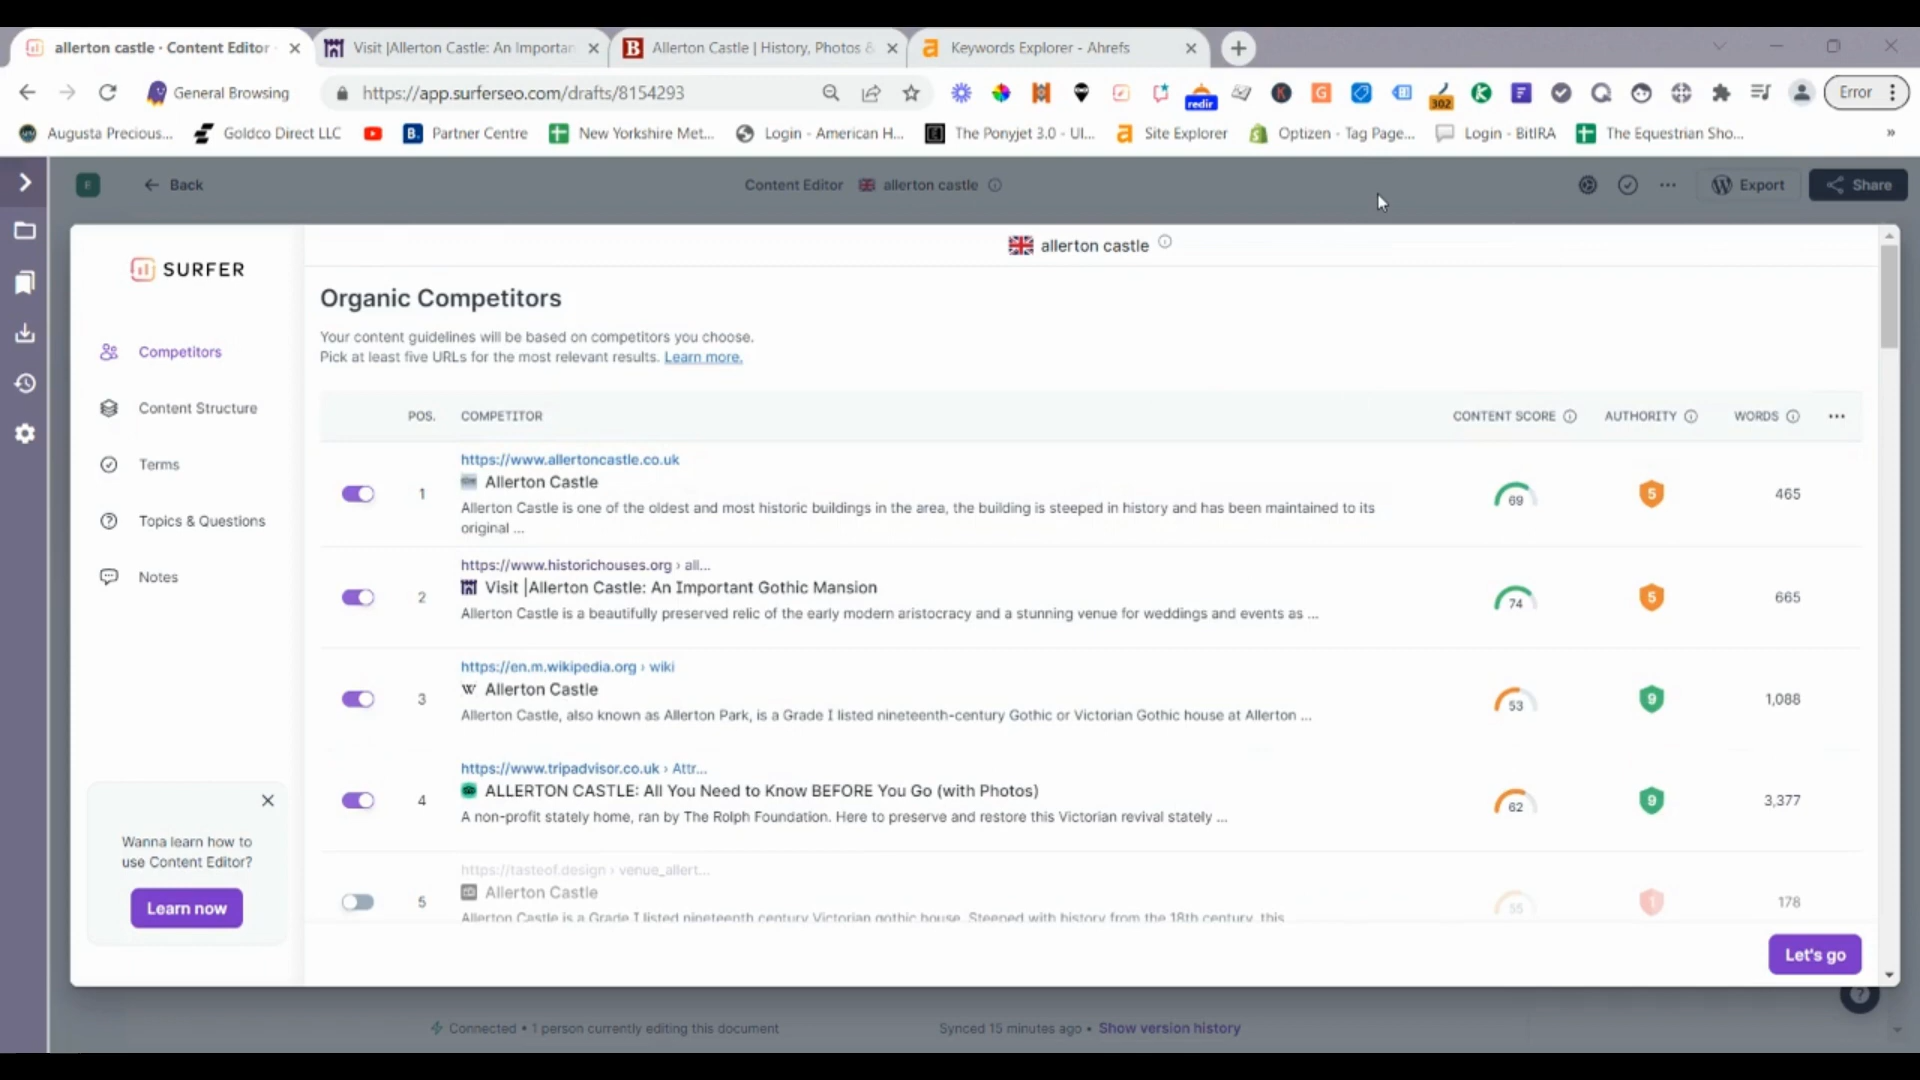 allerton castle · Content Editor
Visit |Allerton Castle: An Importan
B Allerton Castle | History, Photos &
a Keywords Explorer - Ahrefs
General Browsing
https://app.surferseo.com/drafts/8154293
redir
K
G
302
Error
Augusta Precious...
Goldco Direct LLC
B. Partner Centre
New Yorkshire Met...
Login - American H...
The Ponyjet 3.0 - Ul...
a Site Explorer
Optizen - Tag Page...
Login - BitIRA
The Equestrian Sho...
»
Back
Content Editor
allerton castle
Export
Share
SURFER
allerton castle
Competitors
Content Structure
Terms
Topics & Questions
Notes
Wanna learn how to
use Content Editor?
Learn now
Organic Competitors
Your content guidelines will be based on competitors you choose.
Pick at least five URLs for the most relevant results. Learn more.
POS. COMPETITOR CONTENT SCORE AUTHORITY WORDS
https://www.allertoncastle.co.uk
Allerton Castle
1 69 5 465
Allerton Castle is one of the oldest and most historic buildings in the area, the building is steeped in history and has been maintained to its
original ...
https://www.historichouses.org › all...
Visit |Allerton Castle: An Important Gothic Mansion
2 74 5 665
Allerton Castle is a beautifully preserved relic of the early modern aristocracy and a stunning venue for weddings and events as ...
https://en.m.wikipedia.org › wiki
W Allerton Castle
3 53 9 1,088
Allerton Castle, also known as Allerton Park, is a Grade I listed nineteenth-century Gothic or Victorian Gothic house at Allerton ...
https://www.tripadvisor.co.uk › Attr...
ALLERTON CASTLE: All You Need to Know BEFORE You Go (with Photos)
4 62 9 3,377
A non-profit stately home, ran by The Rolph Foundation. Here to preserve and restore this Victorian revival stately ...
https://tasteof.design › venue_allert...
Allerton Castle
5 55 1 178
Allerton Castle is a Grade I listed nineteenth century Victorian gothic house. Steeped with history from the 18th century, this
Let's go
Connected • 1 person currently editing this document
Synced 15 minutes ago • Show version history